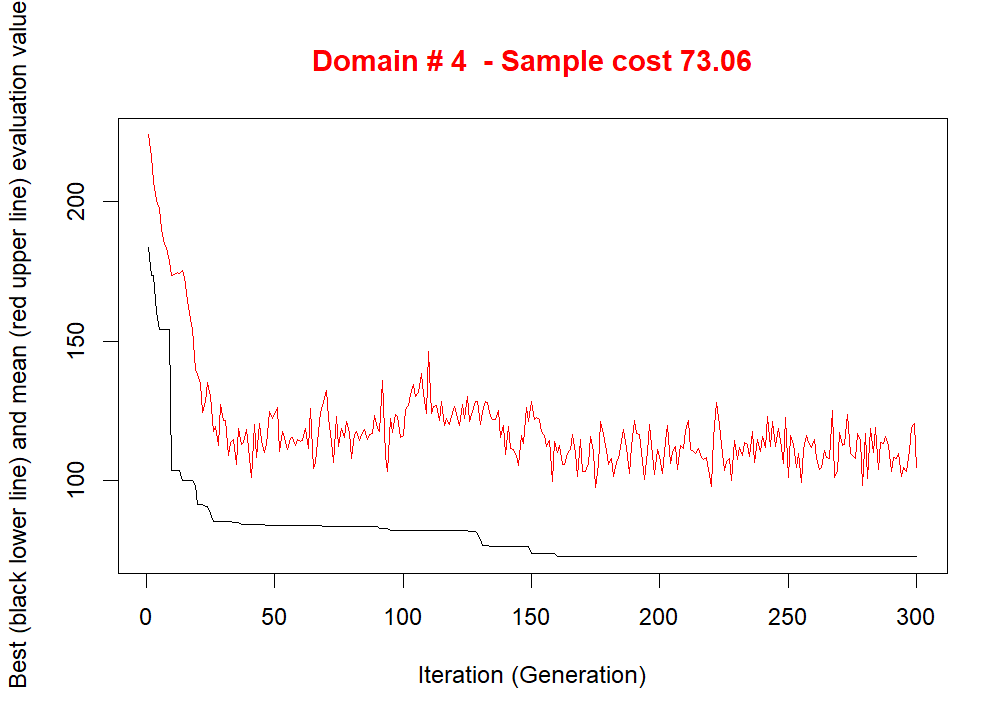 Domain # 4 - Sample cost 73.06
Best (black lower line) and mean (red upper line) evaluation value
200
150
100
0 50 100 150 200 250 300
Iteration (Generation)